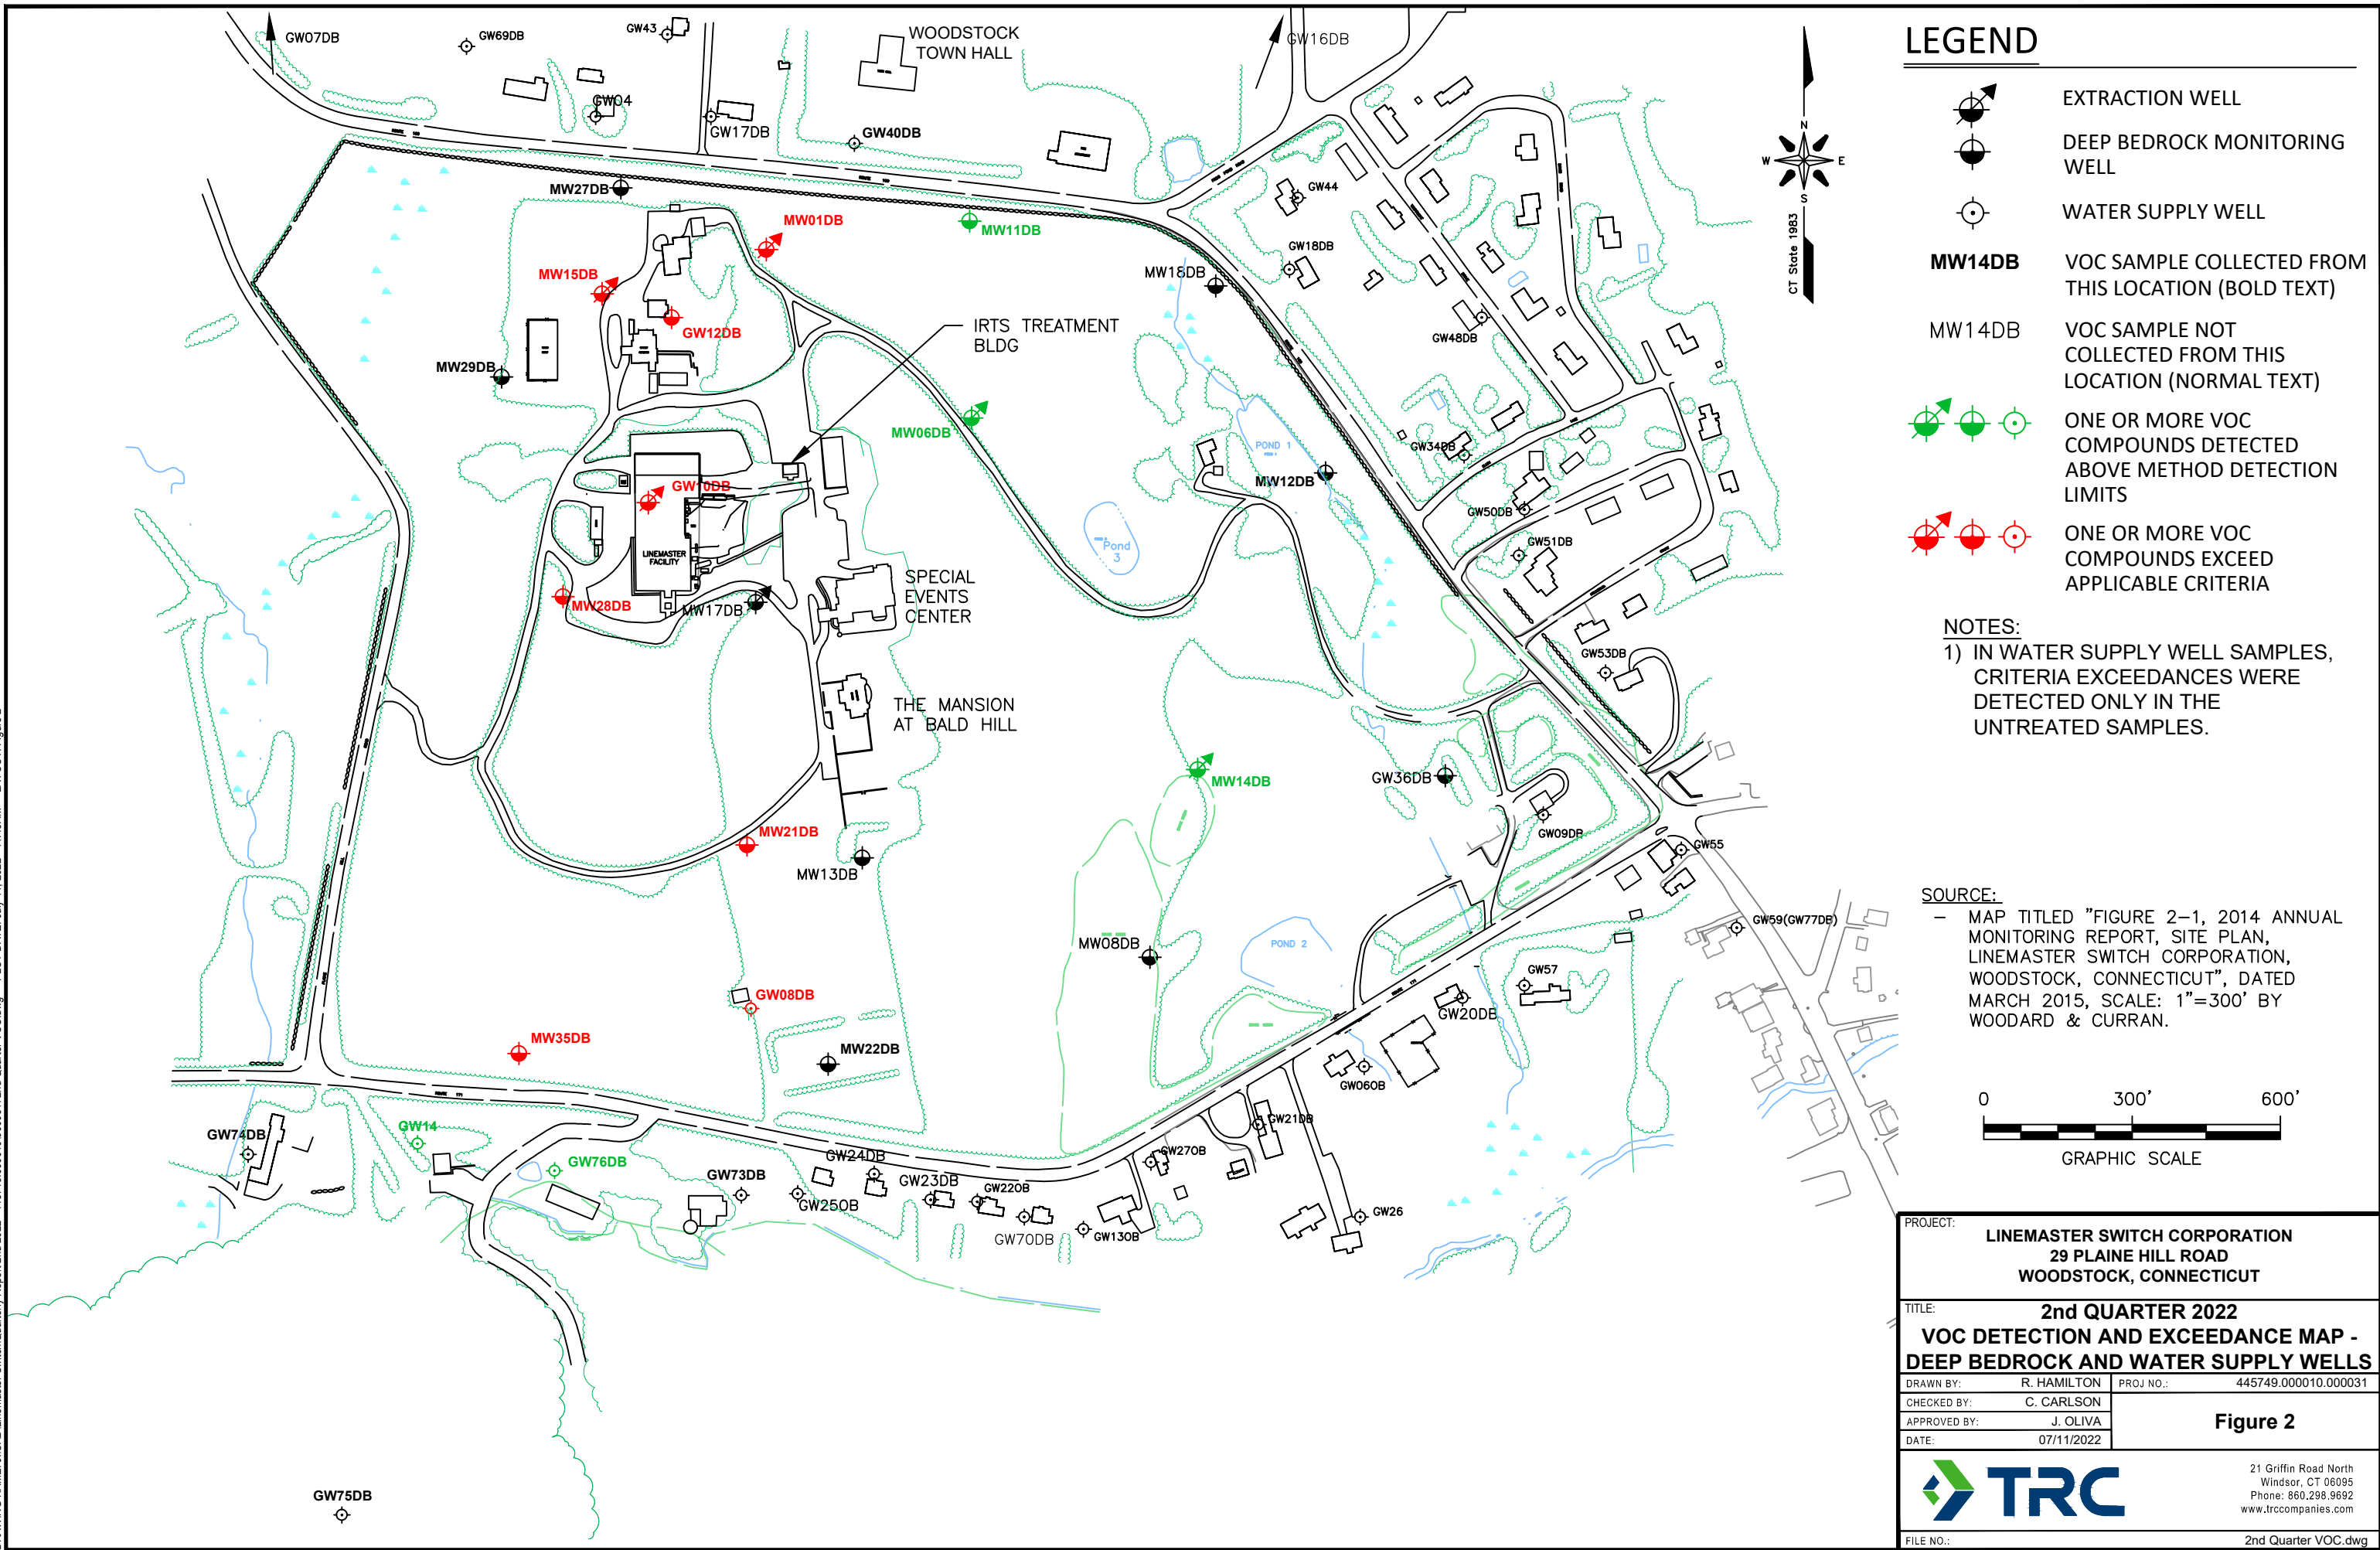 GW07DB
GW69DB
GW43
WOODSTOCK
TOWN HALL
GW16DB
GW04
GW17DB
GW40DB
MW27DB
MW01DB
MW11DB
GW44
MW15DB
GW12DB
MW18DB
GW18DB
IRTS TREATMENT
BLDG
GW48DB
MW29DB
MW06DB
POND 1
GW34DB
MW12DB
GW10DB
GW50DB
Pond
3
GW51DB
LINEMASTER
FACILITY
SPECIAL
EVENTS
CENTER
MW28DB
MW17DB
GW53DB
THE MANSION
AT BALD HILL
MW14DB
GW36DB
MW21DB
GW09DB
GW55
MW13DB
GW59(GW77DB)
MW08DB
POND 2
GW57
GW08DB
GW20DB
MW35DB
MW22DB
GW06OB
ROUTE 171
GW74DB
GW14
GW21DB
GW76DB
GW24DB
GW27OB
GW73DB
GW25OB
GW23DB
GW22OB
GW70DB
GW13OB
GW26
GW75DB
N
W
E
S
CT State 1983
LEGEND
EXTRACTION WELL
DEEP BEDROCK MONITORING
WELL
WATER SUPPLY WELL
MW14DB VOC SAMPLE COLLECTED FROM
THIS LOCATION (BOLD TEXT)
MW14DB VOC SAMPLE NOT
COLLECTED FROM THIS
LOCATION (NORMAL TEXT)
ONE OR MORE VOC
COMPOUNDS DETECTED
ABOVE METHOD DETECTION
LIMITS
ONE OR MORE VOC
COMPOUNDS EXCEED
APPLICABLE CRITERIA
NOTES:
1) IN WATER SUPPLY WELL SAMPLES,
CRITERIA EXCEEDANCES WERE
DETECTED ONLY IN THE
UNTREATED SAMPLES.
SOURCE:
– MAP TITLED "FIGURE 2–1, 2014 ANNUAL
MONITORING REPORT, SITE PLAN,
LINEMASTER SWITCH CORPORATION,
WOODSTOCK, CONNECTICUT", DATED
MARCH 2015, SCALE: 1"=300' BY
WOODARD & CURRAN.
0 300' 600'
GRAPHIC SCALE
PROJECT:
LINEMASTER SWITCH CORPORATION
29 PLAINE HILL ROAD
WOODSTOCK, CONNECTICUT
TITLE:
2nd QUARTER 2022
VOC DETECTION AND EXCEEDANCE MAP -
DEEP BEDROCK AND WATER SUPPLY WELLS
DRAWN BY: R. HAMILTON PROJ NO.: 445749.000010.000031
CHECKED BY: C. CARLSON
APPROVED BY: J. OLIVA
DATE: 07/11/2022
Figure 2
TRC
21 Griffin Road North
Windsor, CT 06095
Phone: 860.298.9692
www.trccompanies.com
FILE NO.: 2nd Quarter VOC.dwg